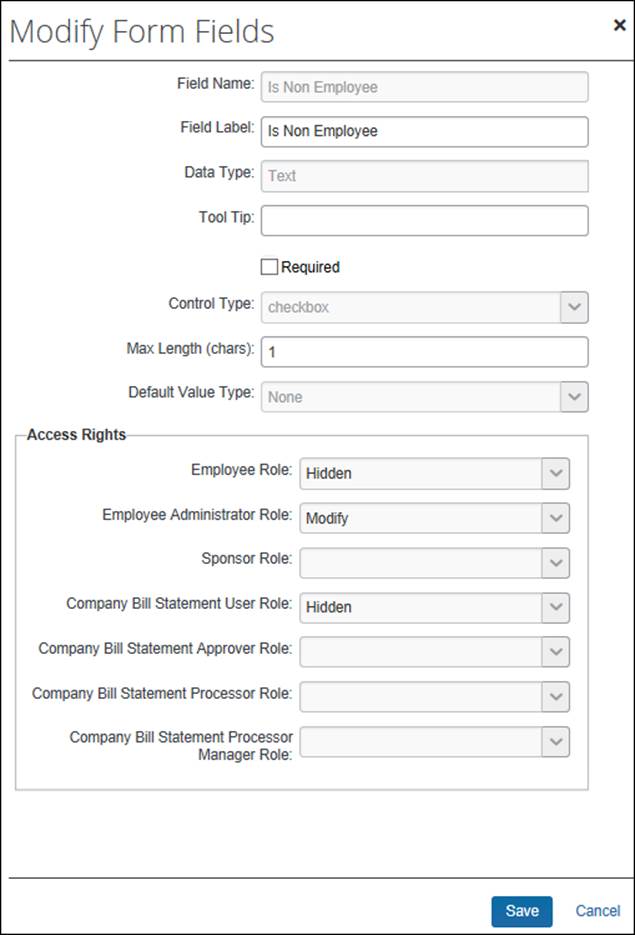 Modify Form Fields ×
Field Name: Is Non Employee
Field Label: Is Non Employee
Data Type: Text
Tool Tip:
Required
Control Type: checkbox
Max Length (chars): 1
Default Value Type: None
Access Rights
Employee Role: Hidden
Employee Administrator Role: Modify
Sponsor Role:
Company Bill Statement User Role: Hidden
Company Bill Statement Approver Role:
Company Bill Statement Processor Role:
Company Bill Statement Processor
Manager Role:
Save Cancel